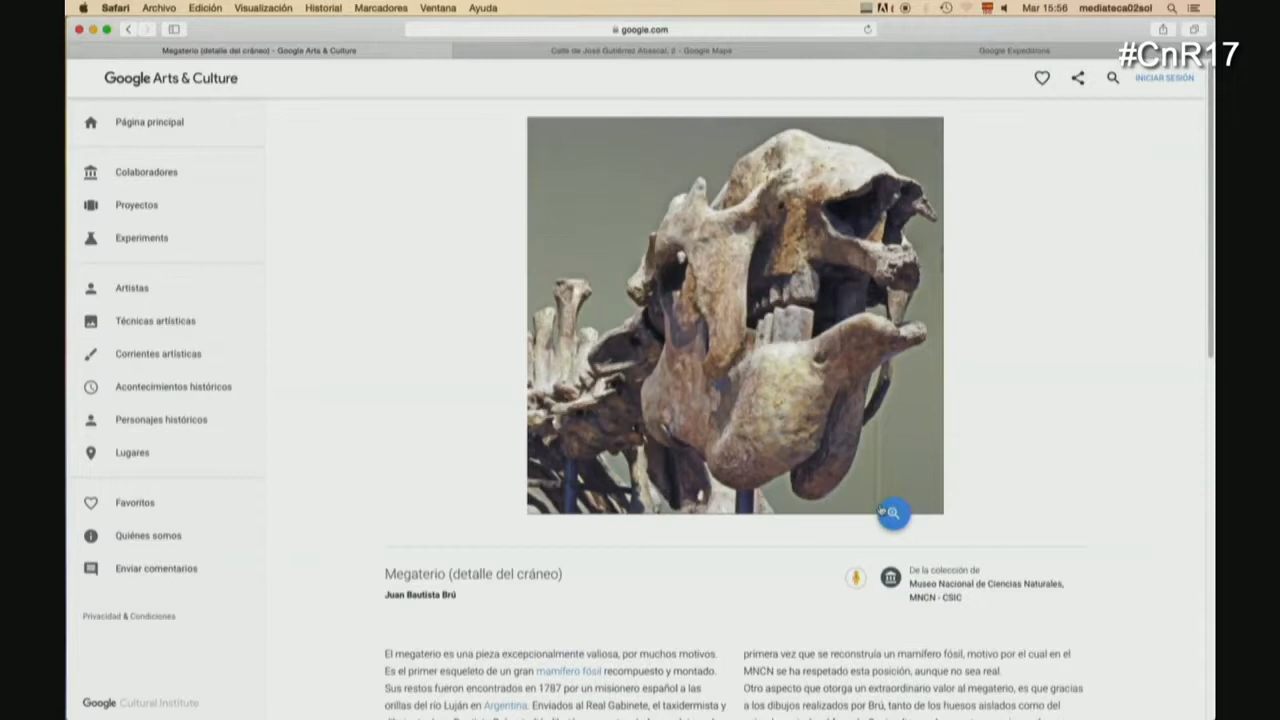 Safari Archivo Edición Visualización Historial Marcadores Ventana Ayuda
Mar 15:56 mediateca02sol
google.com
Megaterio (detalle del cráneo) - Google Arts & Culture
Calle de José Gutiérrez Abascal, 2 - Google Maps
Google Expeditions
#CnR17
Google Arts & Culture
INICIAR SESIÓN
Página principal
Colaboradores
Proyectos
Experiments
Artistas
Técnicas artísticas
Corrientes artísticas
Acontecimientos históricos
Personajes históricos
Lugares
Favoritos
Quiénes somos
Enviar comentarios
Privacidad & Condiciones
Google Cultural Institute
Megaterio (detalle del cráneo)
Juan Bautista Brú
De la colección de
Museo Nacional de Ciencias Naturales,
MNCN - CSIC
El megaterio es una pieza excepcionalmente valiosa, por muchos motivos.
Es el primer esqueleto de un gran mamífero fósil recompuesto y montado.
Sus restos fueron encontrados en 1787 por un misionero español a las
orillas del río Luján en Argentina. Enviados al Real Gabinete, el taxidermista y
primera vez que se reconstruía un mamífero fósil, motivo por el cual en el
MNCN se ha respetado esta posición, aunque no sea real.
Otro aspecto que otorga un extraordinario valor al megaterio, es que gracias
a los dibujos realizados por Brú, tanto de los huesos aislados como del